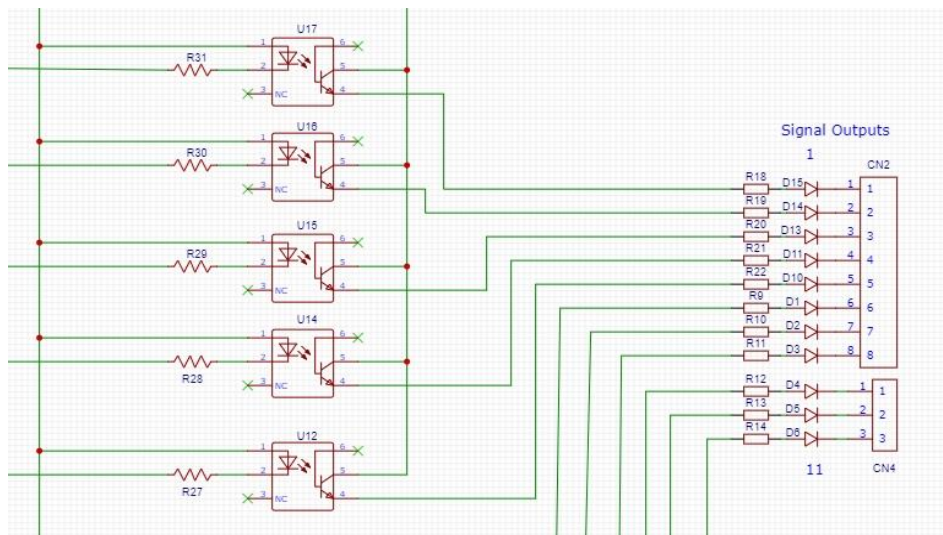 U17
1 6
R31
2 5
3 NC 4
U16
1 6
R30
2 5
3 NC 4
U15
1 6
R29
2 5
3 NC 4
U14
1 6
2 5
R28
3 NC 4
U12
1 6
2 5
R27
3 NC 4
Signal Outputs
1
CN2
R18 D15 1 1
R19 D14 2 2
R20 D13 3 3
R21 D11 4 4
R22 D10 5 5
R9 D1 6 6
R10 D2 7 7
R11 D3 8 8
R12 D4 1 1
R13 D5 2 2
R14 D6 3 3
11
CN4